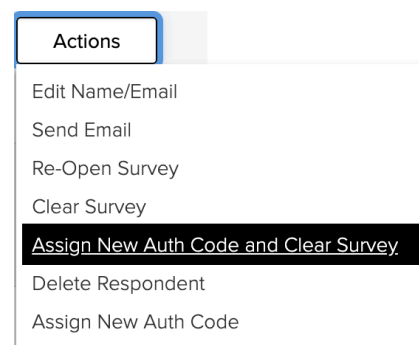 Actions
Edit Name/Email
Send Email
Re-Open Survey
Clear Survey
Assign New Auth Code and Clear Survey
Delete Respondent
Assign New Auth Code